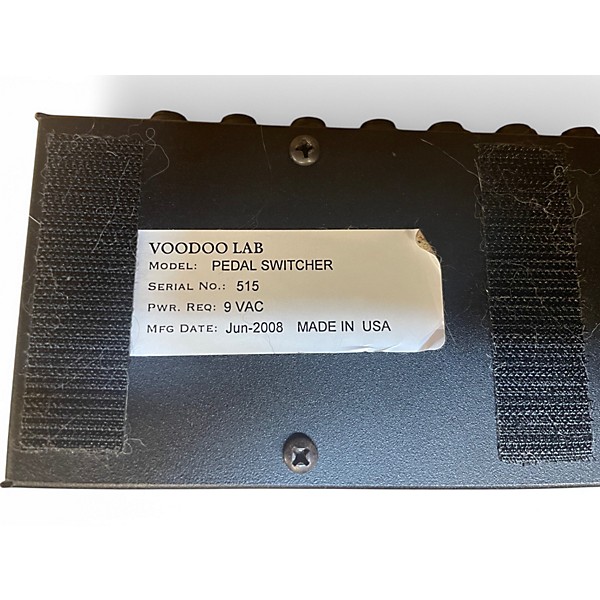 VOODOO LAB
MODEL: PEDAL SWITCHER
SERIAL NO.: 515
PWR. REQ: 9 VAC
MFG DATE: Jun-2008 MADE IN USA